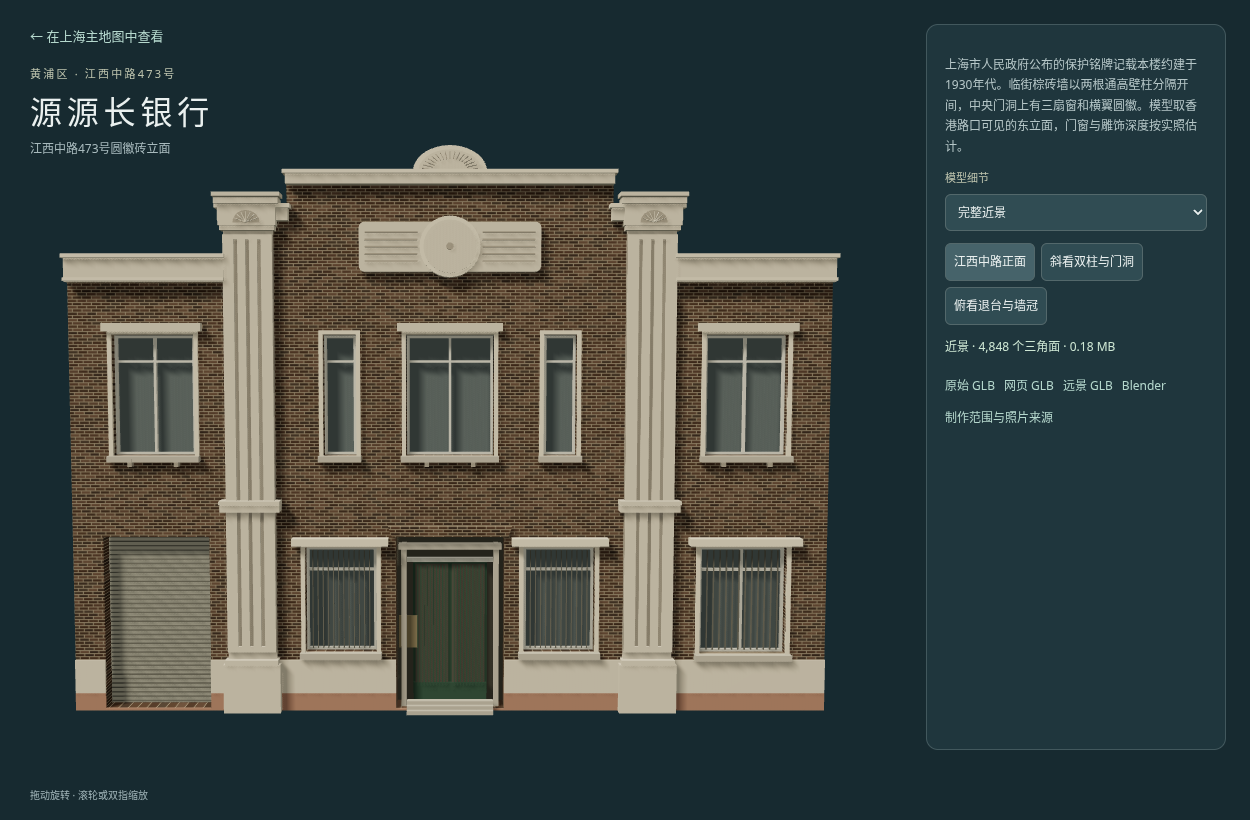 ← 在上海主地图中查看
黄浦区 · 江西中路473号
源源长银行
江西中路473号圆徽砖立面
上海市人民政府公布的保护铭牌记载本楼约建于
1930年代。临街棕砖墙以两根通高壁柱分隔开
间，中央门洞上有三扇窗和横翼圆徽。模型取香
港路口可见的东立面，门窗与雕饰深度按实照估
计。
模型细节
完整近景
江西中路正面
斜看双柱与门洞
俯看退台与墙冠
近景 · 4,848 个三角面 · 0.18 MB
原始 GLB 网页 GLB 远景 GLB Blender
制作范围与照片来源
拖动旋转 · 滚轮或双指缩放